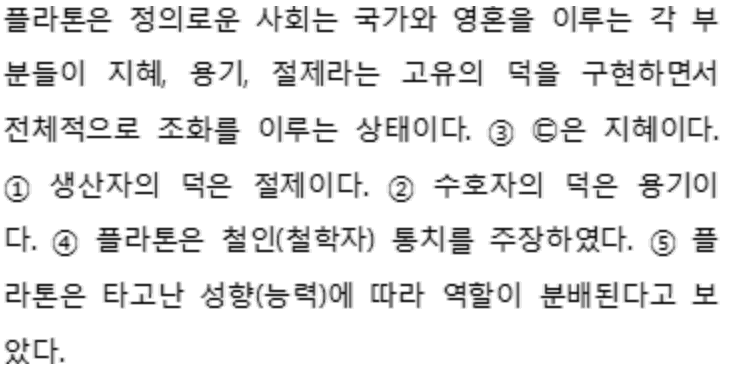 플라톤은 정의로운 사회는 국가와 영혼을 이루는 각 부
분들이 지혜, 용기, 절제라는 고유의 덕을 구현하면서
전체적으로 조화를 이루는 상태이다. ③ ㉢은 지혜이다.
① 생산자의 덕은 절제이다. ② 수호자의 덕은 용기이
다. ④ 플라톤은 철인(철학자) 통치를 주장하였다. ⑤ 플
라톤은 타고난 성향(능력)에 따라 역할이 분배된다고 보
았다.